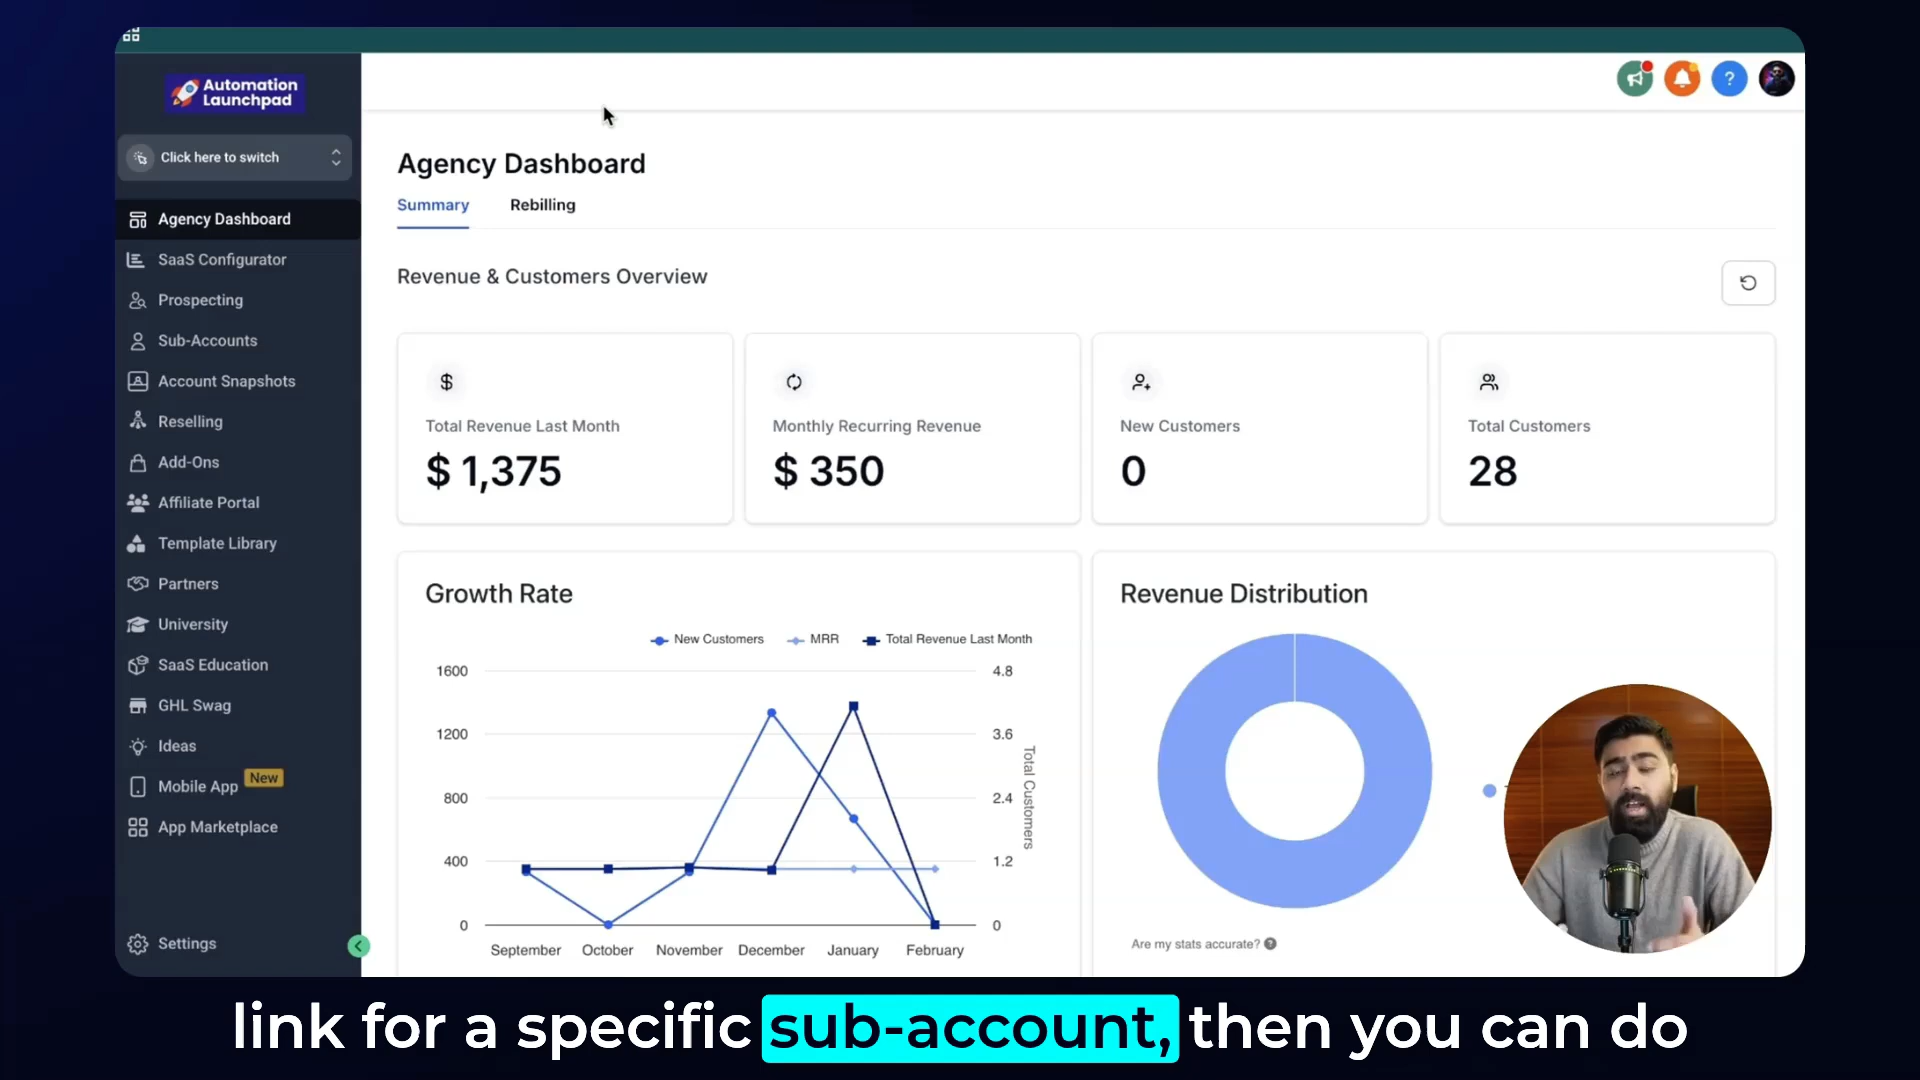 Automation
Launchpad
Click here to switch
Agency Dashboard
SaaS Configurator
Prospecting
Sub-Accounts
Account Snapshots
Reselling
Add-Ons
Affiliate Portal
Template Library
Partners
University
SaaS Education
GHL Swag
Ideas
Mobile App New
App Marketplace
Settings
?
Agency Dashboard
Summary Rebilling
Revenue & Customers Overview
Total Revenue Last Month
$ 1,375
Monthly Recurring Revenue
$ 350
New Customers
0
Total Customers
28
Growth Rate
New Customers MRR Total Revenue Last Month
1600 4.8
1200 3.6
800 2.4
400 1.2
0 0
Total Customers
September October November December January February
Revenue Distribution
Are my stats accurate? ?
link for a specific sub-account, then you can do